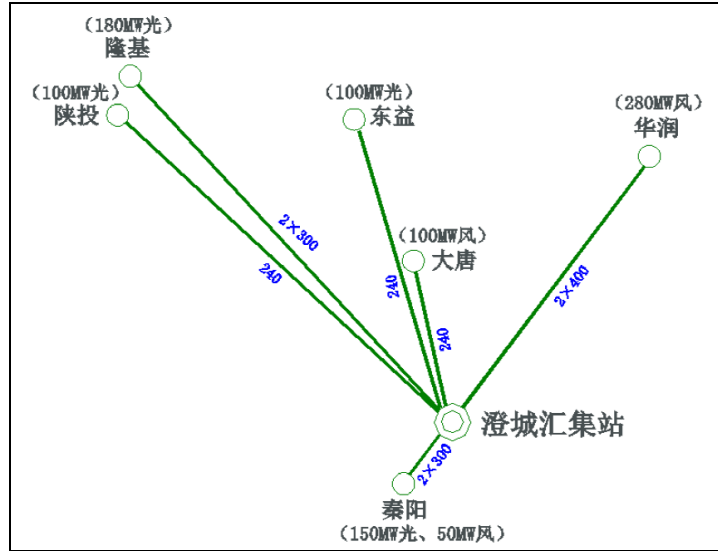 （180MW光）
隆基
（100MW光）
陕投
（100MW光）
东益
（280MW风）
华润
（100MW风）
大唐
2×300
240
240
240
2×400
澄城汇集站
2×300
秦阳
（150MW光、50MW风）